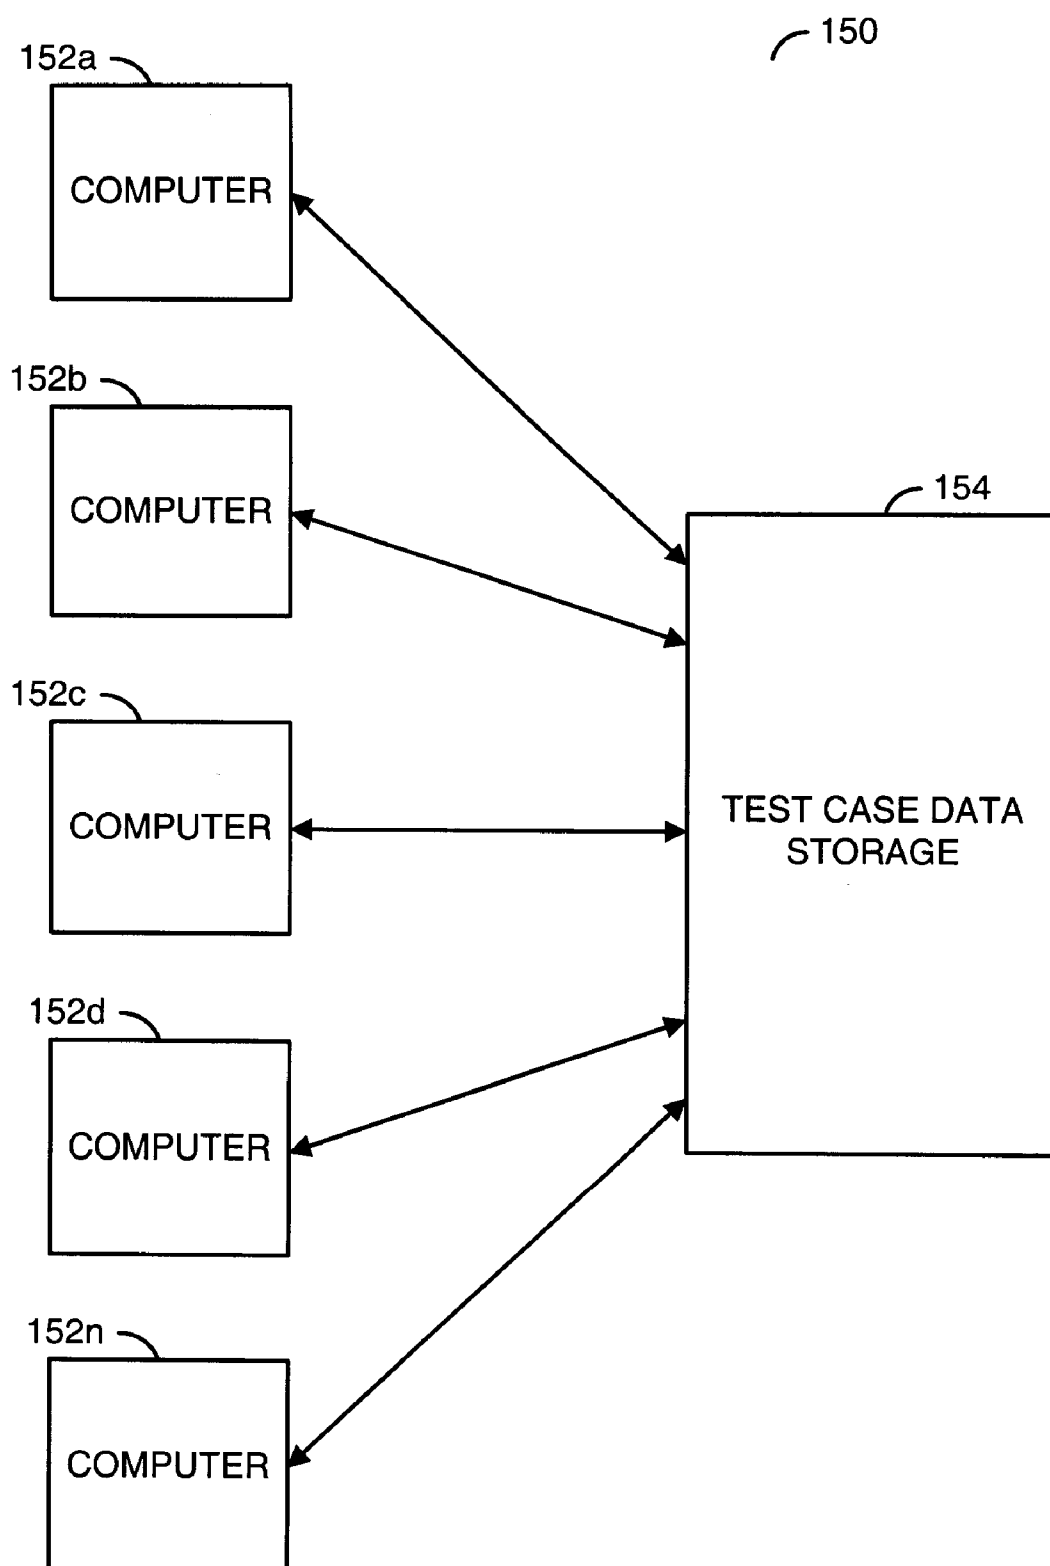 150
152a
COMPUTER
152b
COMPUTER
154
152c
COMPUTER
TEST CASE DATA
STORAGE
152d
COMPUTER
152n
COMPUTER